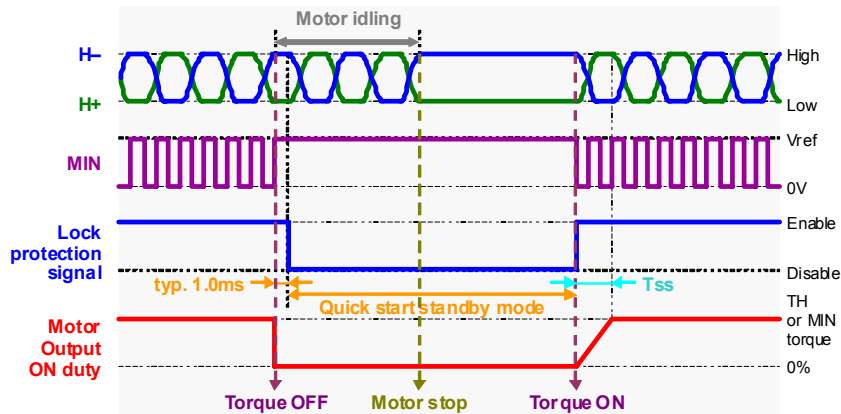 Motor idling
H–
High
H+
Low
Vref
MIN
0V
Enable
Lock
protection
signal
Disable
typ. 1.0ms
Quick start standby mode
Tss
TH
or MIN
torque
Motor
Output
ON duty
0%
Torque OFF
Motor stop
Torque ON